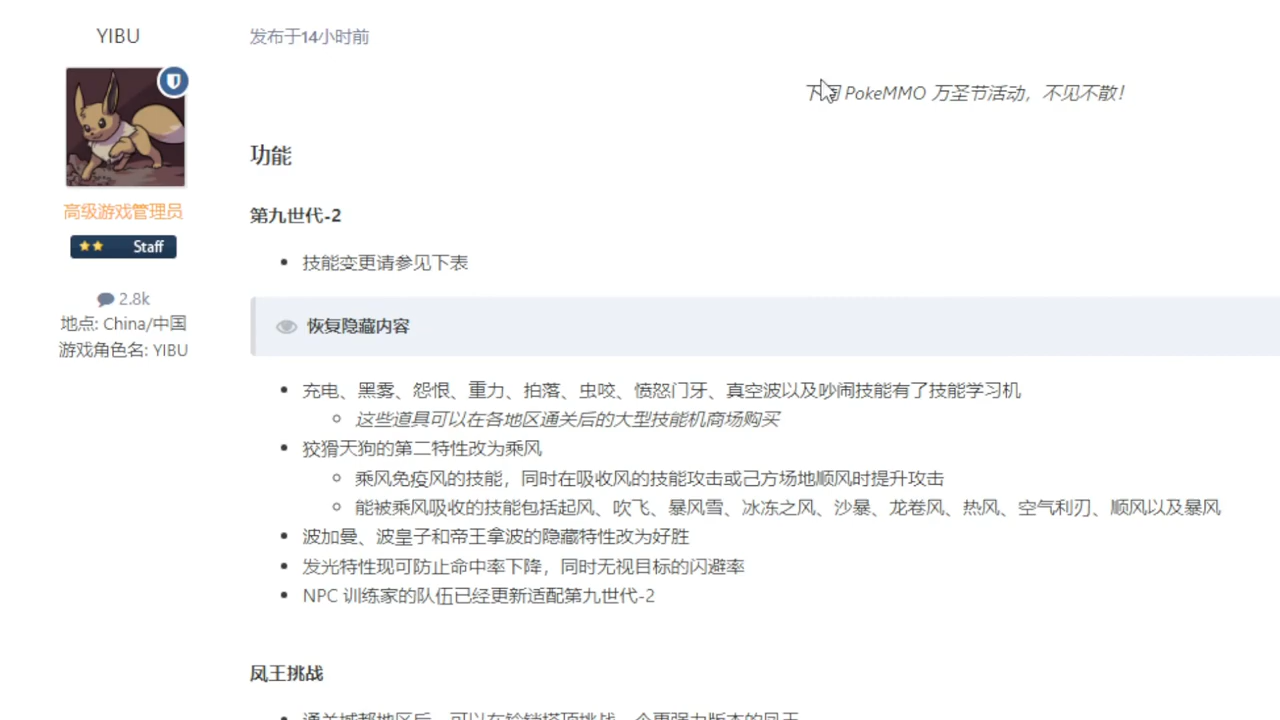 YIBU
发布于14小时前
PokeMMO 万圣节活动，不见不散！
功能
高级游戏管理员
第九世代-2
Staff
技能变更请参见下表
2.8k
地点: China/中国
恢复隐藏内容
游戏角色名: YIBU
充电、黑雾、怨恨、重力、拍落、虫咬、愤怒门牙、真空波以及吵闹技能有了技能学习机
这些道具可以在各地区通关后的大型技能机商场购买
狡猾天狗的第二特性改为乘风
乘风免疫风的技能，同时在吸收风的技能攻击或己方场地顺风时提升攻击
能被乘风吸收的技能包括起风、吹飞、暴风雪、冰冻之风、沙暴、龙卷风、热风、空气利刃、顺风以及暴风
波加曼、波皇子和帝王拿波的隐藏特性改为好胜
发光特性现可防止命中率下降，同时无视目标的闪避率
NPC 训练家的队伍已经更新适配第九世代-2
凤王挑战